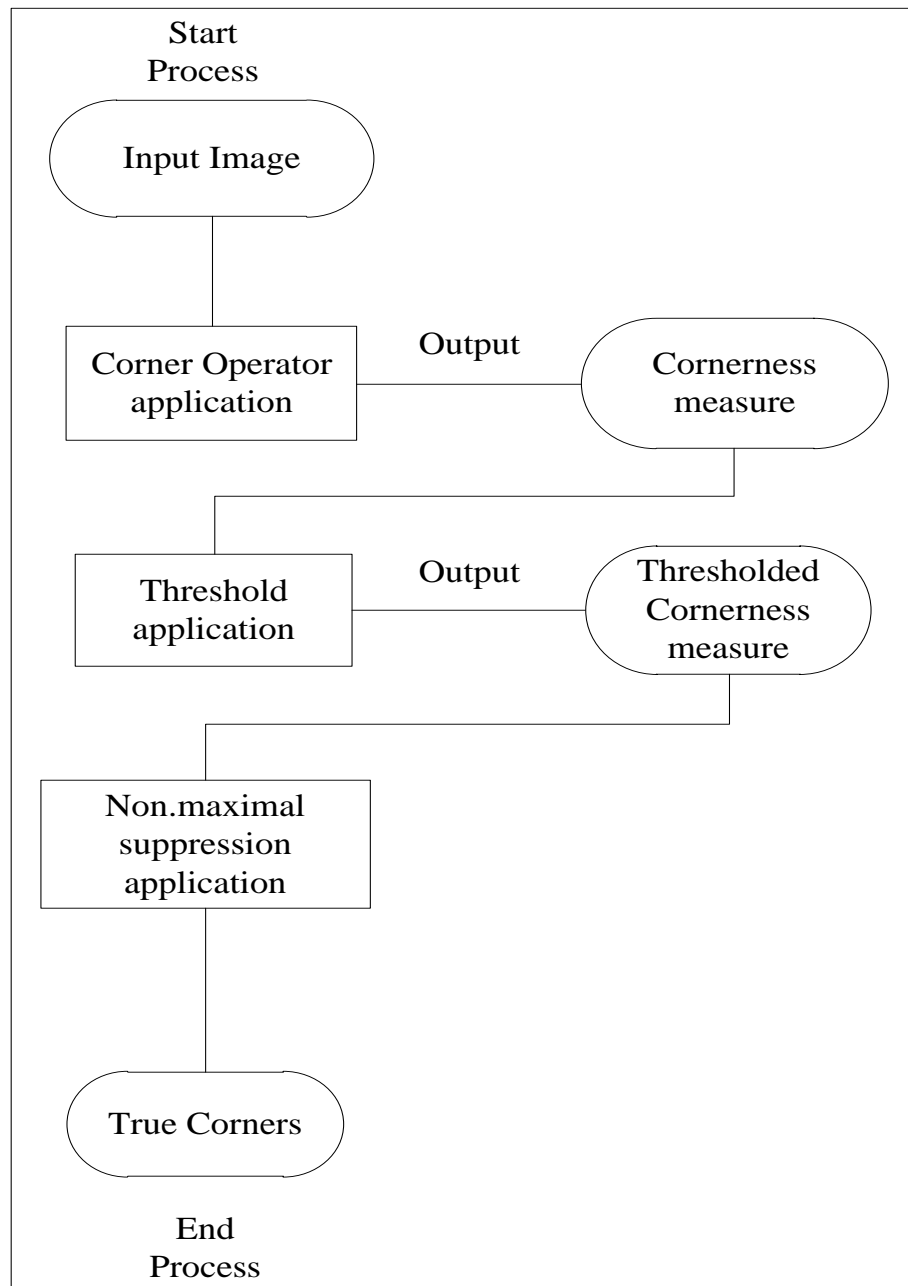 Start
Process
Input Image
Corner Operator
application
Output
Cornerness
measure
Threshold
application
Output
Thresholded
Cornerness
measure
Non.maximal
suppression
application
True Corners
End
Process